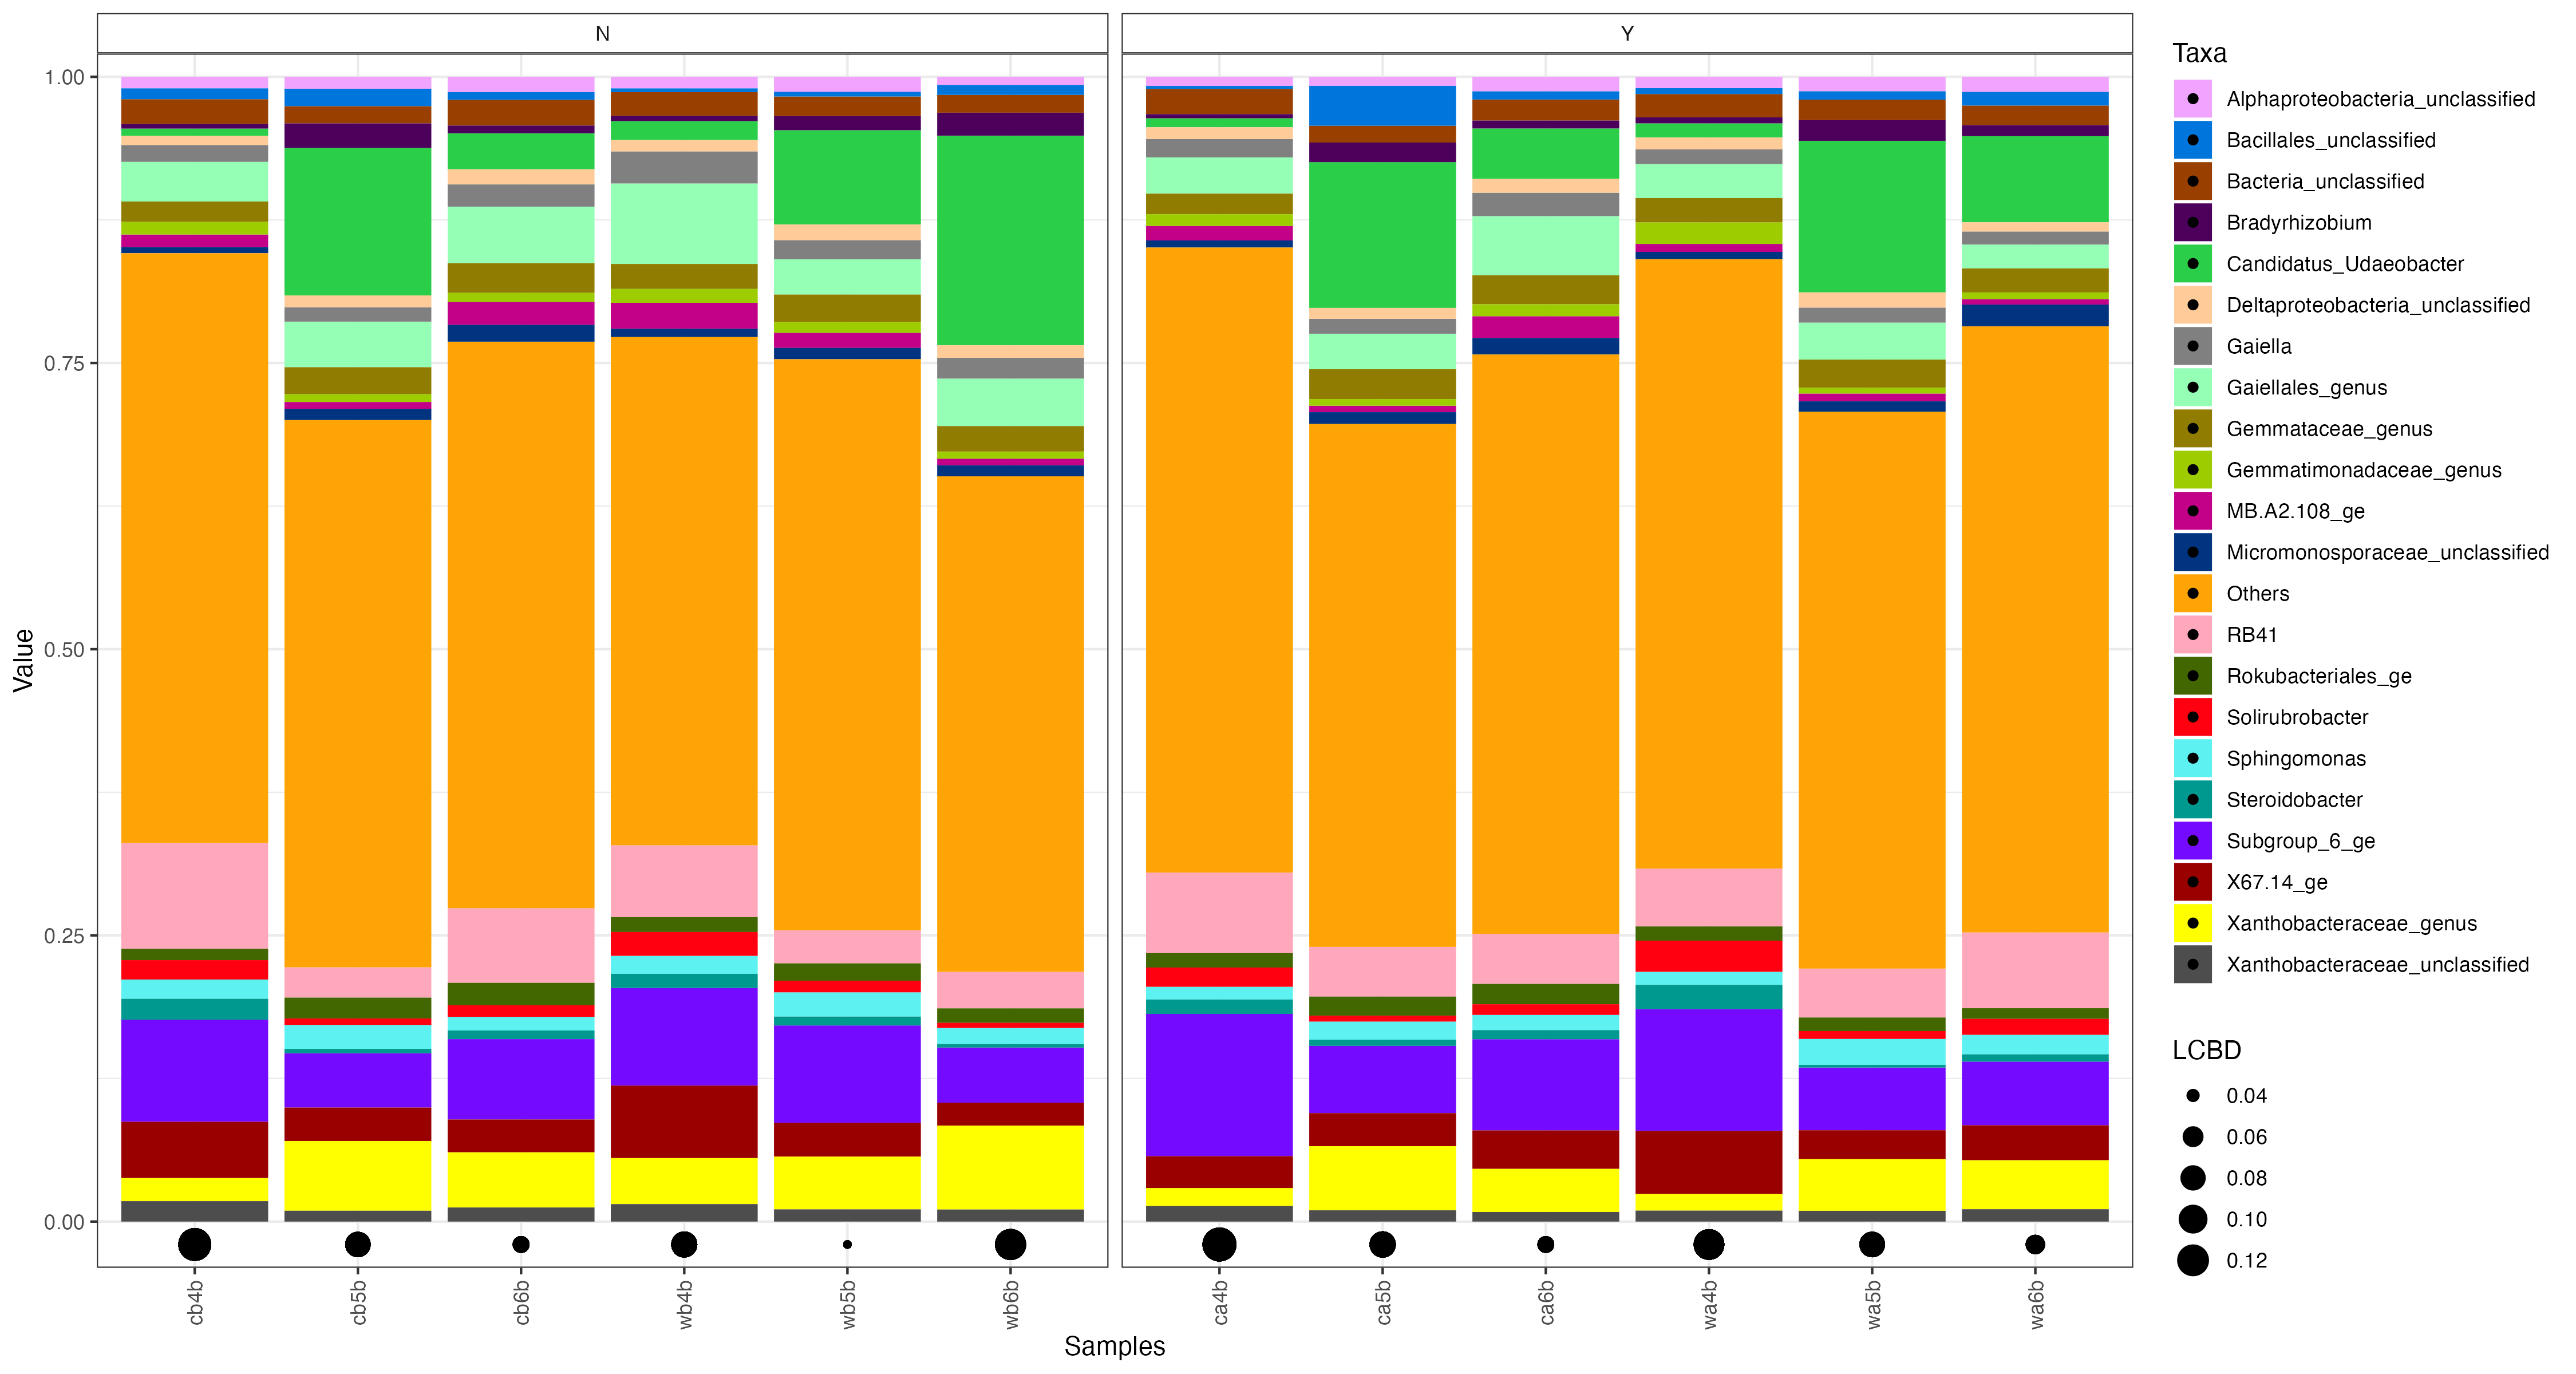 N
Y
1.00
0.75
0.50
0.25
0.00
Value
cb4b
cb5b
cb6b
wb4b
wb5b
wb6b
ca4b
ca5b
ca6b
wa4b
wa5b
wa6b
Samples
Taxa
Alphaproteobacteria_unclassified
Bacillales_unclassified
Bacteria_unclassified
Bradyrhizobium
Candidatus_Udaeobacter
Deltaproteobacteria_unclassified
Gaiella
Gaiellales_genus
Gemmataceae_genus
Gemmatimonadaceae_genus
MB.A2.108_ge
Micromonosporaceae_unclassified
Others
RB41
Rokubacteriales_ge
Solirubrobacter
Sphingomonas
Steroidobacter
Subgroup_6_ge
X67.14_ge
Xanthobacteraceae_genus
Xanthobacteraceae_unclassified
LCBD
0.04
0.06
0.08
0.10
0.12